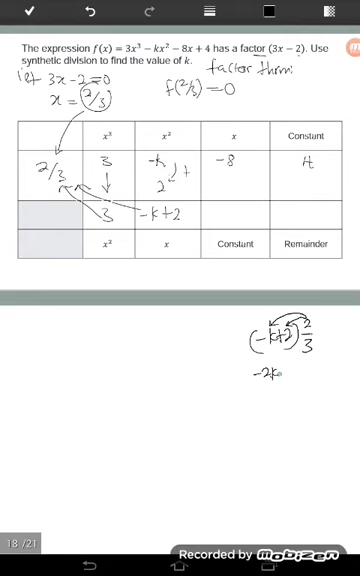 The expression f(x) = 3x³ − kx² − 8x + 4 has a factor (3x − 2). Use
synthetic division to find the value of k.
factor thrm:
let 3x-2=0
x = 2/3
f(2/3) = 0
x³ x² x Constant
2/3 3 -k -8 4
2 +
3 -k+2
x² x Constant Remainder
(-k+2) 2/3
-2k
18 /21
Recorded by Mobizen